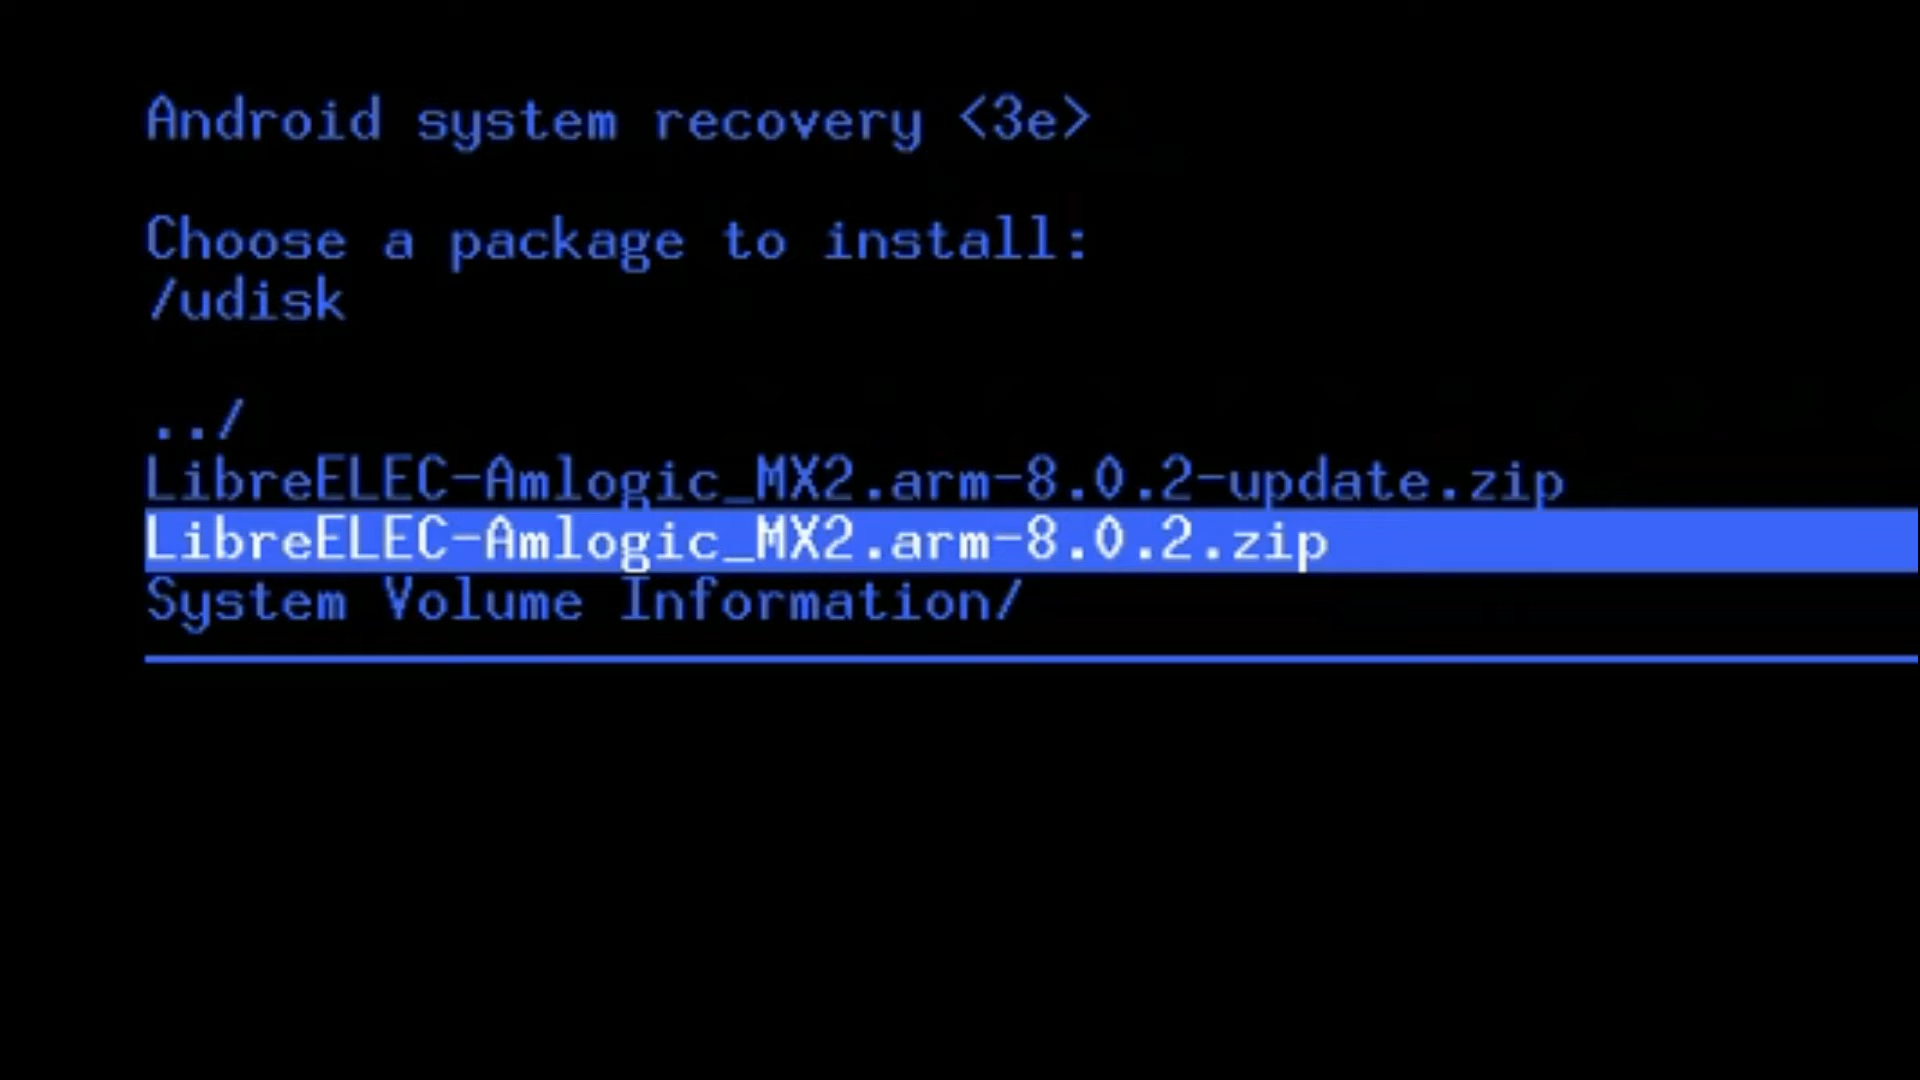 Android system recovery <3e>
Choose a package to install:
/udisk
../
LibreELEC-Amlogic_MX2.arm-8.0.2-update.zip
LibreELEC-Amlogic_MX2.arm-8.0.2.zip
System Volume Information/